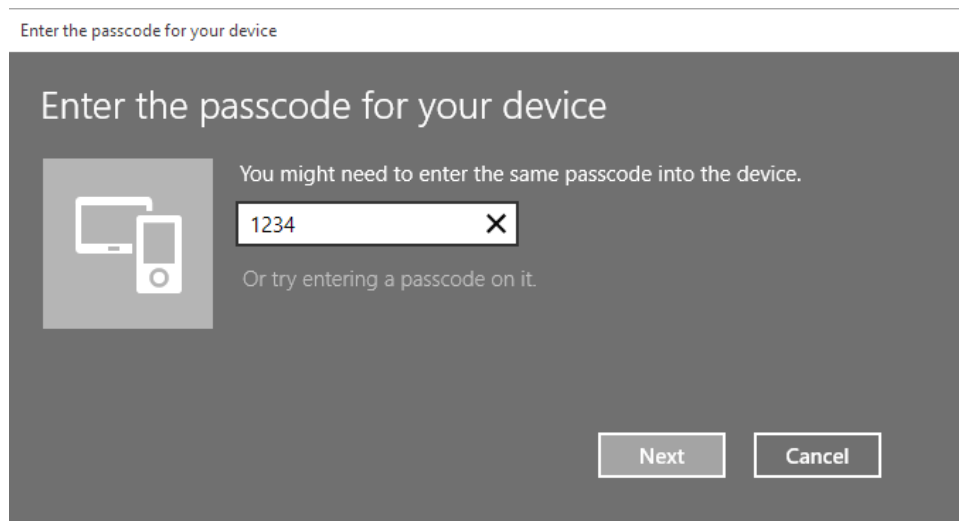 Enter the passcode for your device
Enter the passcode for your device
You might need to enter the same passcode into the device.
1234
Or try entering a passcode on it.
Next
Cancel